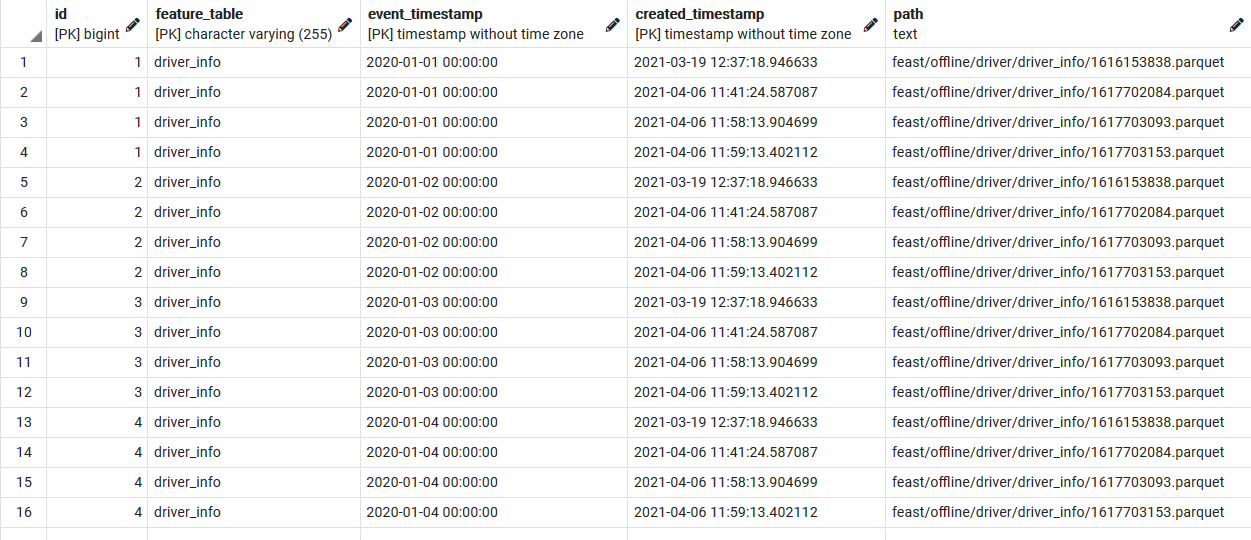 id feature_table event_timestamp created_timestamp path
[PK] bigint [PK] character varying (255) [PK] timestamp without time zone [PK] timestamp without time zone text
1 1 driver_info 2020-01-01 00:00:00 2021-03-19 12:37:18.946633 feast/offline/driver/driver_info/1616153838.parquet
2 1 driver_info 2020-01-01 00:00:00 2021-04-06 11:41:24.587087 feast/offline/driver/driver_info/1617702084.parquet
3 1 driver_info 2020-01-01 00:00:00 2021-04-06 11:58:13.904699 feast/offline/driver/driver_info/1617703093.parquet
4 1 driver_info 2020-01-01 00:00:00 2021-04-06 11:59:13.402112 feast/offline/driver/driver_info/1617703153.parquet
5 2 driver_info 2020-01-02 00:00:00 2021-03-19 12:37:18.946633 feast/offline/driver/driver_info/1616153838.parquet
6 2 driver_info 2020-01-02 00:00:00 2021-04-06 11:41:24.587087 feast/offline/driver/driver_info/1617702084.parquet
7 2 driver_info 2020-01-02 00:00:00 2021-04-06 11:58:13.904699 feast/offline/driver/driver_info/1617703093.parquet
8 2 driver_info 2020-01-02 00:00:00 2021-04-06 11:59:13.402112 feast/offline/driver/driver_info/1617703153.parquet
9 3 driver_info 2020-01-03 00:00:00 2021-03-19 12:37:18.946633 feast/offline/driver/driver_info/1616153838.parquet
10 3 driver_info 2020-01-03 00:00:00 2021-04-06 11:41:24.587087 feast/offline/driver/driver_info/1617702084.parquet
11 3 driver_info 2020-01-03 00:00:00 2021-04-06 11:58:13.904699 feast/offline/driver/driver_info/1617703093.parquet
12 3 driver_info 2020-01-03 00:00:00 2021-04-06 11:59:13.402112 feast/offline/driver/driver_info/1617703153.parquet
13 4 driver_info 2020-01-04 00:00:00 2021-03-19 12:37:18.946633 feast/offline/driver/driver_info/1616153838.parquet
14 4 driver_info 2020-01-04 00:00:00 2021-04-06 11:41:24.587087 feast/offline/driver/driver_info/1617702084.parquet
15 4 driver_info 2020-01-04 00:00:00 2021-04-06 11:58:13.904699 feast/offline/driver/driver_info/1617703093.parquet
16 4 driver_info 2020-01-04 00:00:00 2021-04-06 11:59:13.402112 feast/offline/driver/driver_info/1617703153.parquet